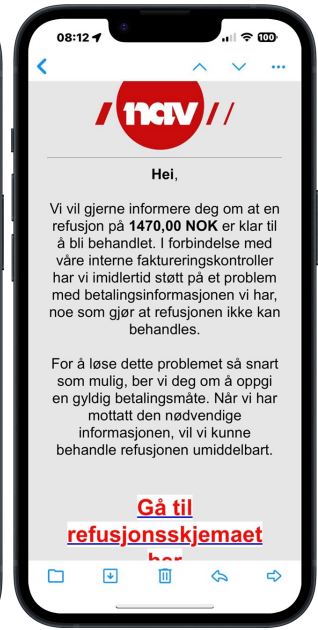 08:12
100
nav
Hei,
Vi vil gjerne informere deg om at en
refusjon på 1470,00 NOK er klar til
å bli behandlet. I forbindelse med
våre interne faktureringskontroller
har vi imidlertid støtt på et problem
med betalingsinformasjonen vi har,
noe som gjør at refusjonen ikke kan
behandles.
For å løse dette problemet så snart
som mulig, ber vi deg om å oppgi
en gyldig betalingsmåte. Når vi har
mottatt den nødvendige
informasjonen, vil vi kunne
behandle refusjonen umiddelbart.
Gå til
refusjonsskjemaet
her